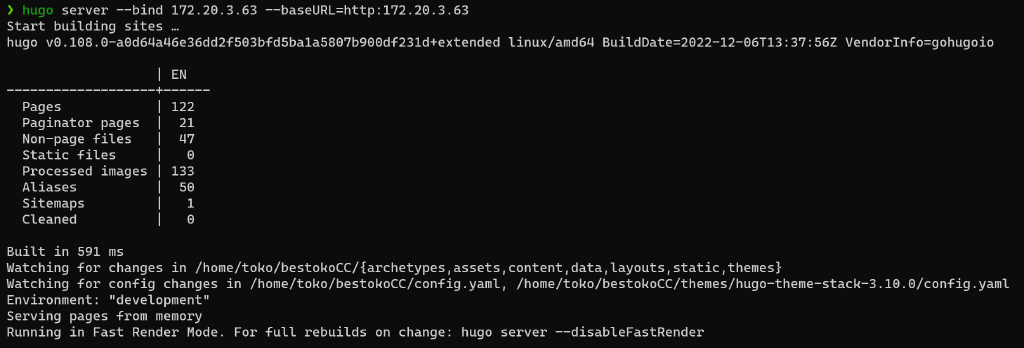 ❯ hugo server --bind 172.20.3.63 --baseURL=http:172.20.3.63
Start building sites …
hugo v0.108.0-a0d64a46e36dd2f503bfd5ba1a5807b900df231d+extended linux/amd64 BuildDate=2022-12-06T13:37:56Z VendorInfo=gohugoio

                   | EN
-------------------+------
  Pages            | 122
  Paginator pages  |  21
  Non-page files   |  47
  Static files     |   0
  Processed images | 133
  Aliases          |  50
  Sitemaps         |   1
  Cleaned          |   0

Built in 591 ms
Watching for changes in /home/toko/bestokoCC/{archetypes,assets,content,data,layouts,static,themes}
Watching for config changes in /home/toko/bestokoCC/config.yaml, /home/toko/bestokoCC/themes/hugo-theme-stack-3.10.0/config.yaml
Environment: "development"
Serving pages from memory
Running in Fast Render Mode. For full rebuilds on change: hugo server --disableFastRender